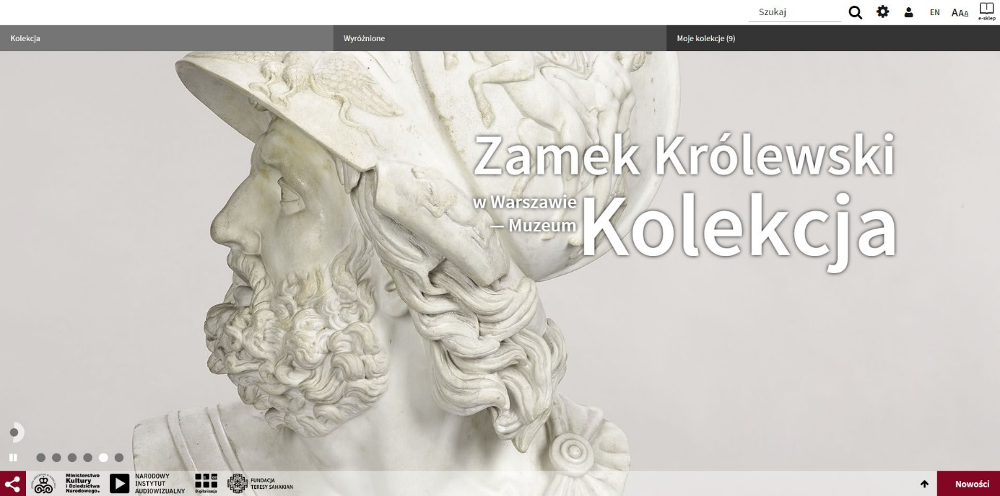 Szukaj
EN
AAA
e-sklep
Kolekcja
Wyróżnione
Moje kolekcje (9)
Zamek Królewski
w Warszawie
— Muzeum
Kolekcja
Ministerstwo
Kultury
i Dziedzictwa
Narodowego.
NARODOWY
INSTYTUT
AUDIOWIZUALNY
Digitalizacja
FUNDACJA
TERESY SAHAKIAN
Nowości